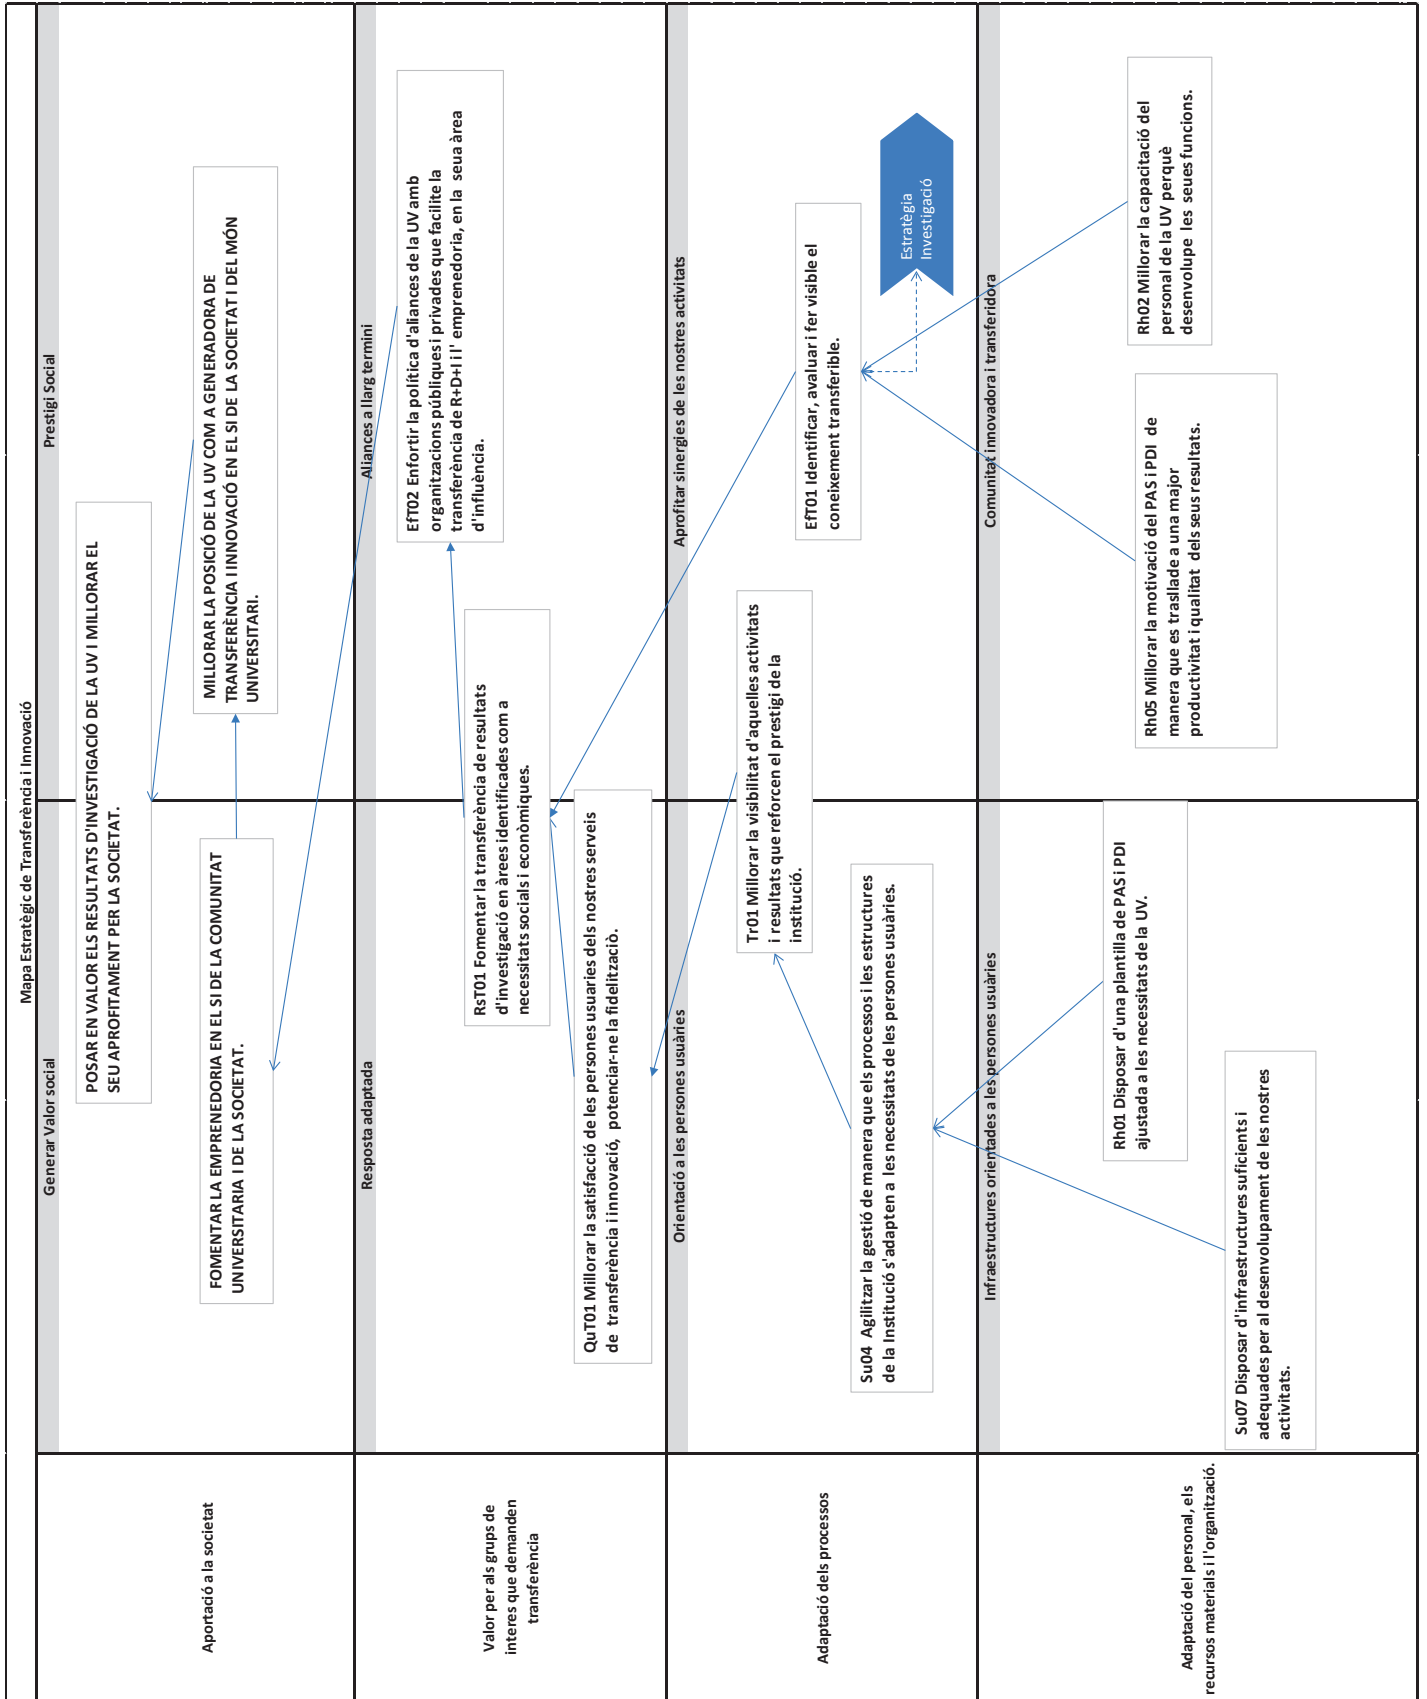 Mapa Estratègic de Transferència i Innovació
Aportació a la societat
Generar Valor social
Prestigi Social
POSAR EN VALOR ELS RESULTATS D'INVESTIGACIÓ DE LA UV I MILLORAR EL
SEU APROFITAMENT PER LA SOCIETAT.
FOMENTAR LA EMPRENEDORIA EN EL SI DE LA COMUNITAT
UNIVERSITARIA I DE LA SOCIETAT.
MILLORAR LA POSICIÓ DE LA UV COM A GENERADORA DE
TRANSFERÈNCIA I INNOVACIÓ EN EL SI DE LA SOCIETAT I DEL MÓN
UNIVERSITARI.
Valor per als grups de
interes que demanden
transferència
Resposta adaptada
Aliances a llarg termini
EfT02 Enfortir la política d'aliances de la UV amb
organitzacions públiques i privades que facilite la
transferència de R+D+I i l' emprenedoria, en la seua àrea
d'influència.
RsT01 Fomentar la transferència de resultats
d'investigació en àrees identificades com a
necessitats socials i econòmiques.
QuT01 Millorar la satisfacció de les persones usuaries dels nostres serveis
de transferència i innovació, potenciar-ne la fidelització.
Adaptació dels processos
Orientació a les persones usuàries
Aprofitar sinergies de les nostres activitats
Tr01 Millorar la visibilitat d'aquelles activitats
i resultats que reforcen el prestigi de la
institució.
EfT01 Identificar, avaluar i fer visible el
coneixement transferible.
Su04 Agilitzar la gestió de manera que els processos i les estructures
de la Institució s'adapten a les necessitats de les persones usuàries.
Estratègia
Investigació
Adaptació del personal, els
recursos materials i l'organització.
Infraestructures orientades a les persones usuàries
Comunitat innovadora i transferidora
Rh01 Disposar d'una plantilla de PAS i PDI
ajustada a les necessitats de la UV.
Rh02 Millorar la capacitació del
personal de la UV perquè
desenvolupe les seues funcions.
Rh05 Millorar la motivació del PAS i PDI de
manera que es traslade a una major
productivitat i qualitat dels seus resultats.
Su07 Disposar d'infraestructures suficients i
adequades per al desenvolupament de les nostres
activitats.